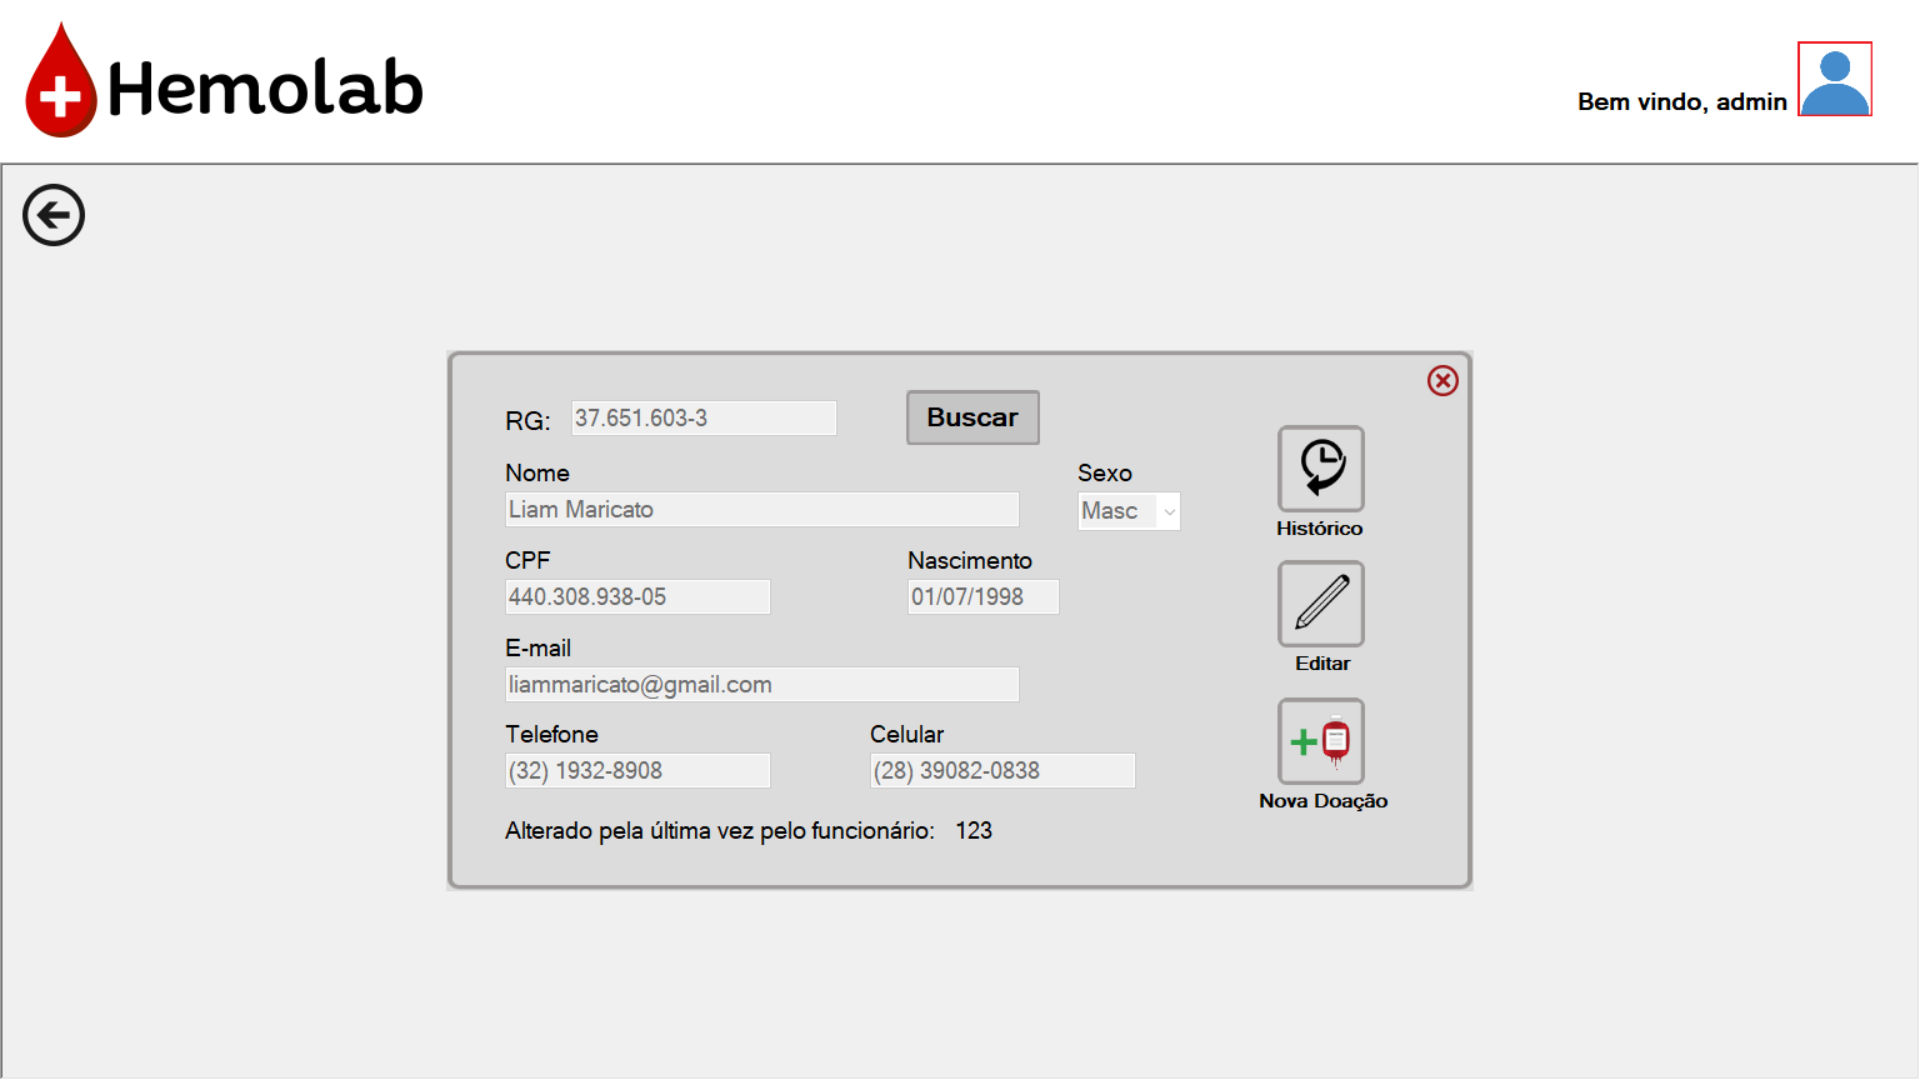 Hemolab
Bem vindo, admin
RG: 37.651.603-3
Buscar
Nome
Liam Maricato
Sexo
Masc
CPF
440.308.938-05
Nascimento
01/07/1998
E-mail
liammaricato@gmail.com
Telefone
(32) 1932-8908
Celular
(28) 39082-0838
Alterado pela última vez pelo funcionário: 123
Histórico
Editar
Nova Doação